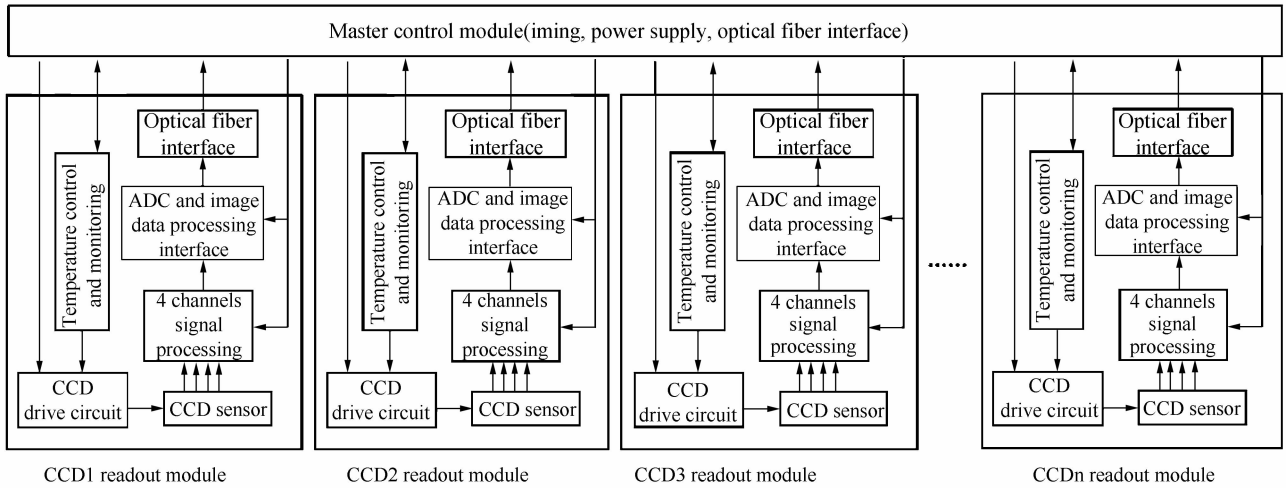 Master control module(iming, power supply, optical fiber interface)
Optical fiber
interface
Temperature control
and monitoring
ADC and image
data processing
interface
4 channels
signal
processing
CCD
drive circuit
CCD sensor
CCD1 readout module
Optical fiber
interface
Temperature control
and monitoring
ADC and image
data processing
interface
4 channels
signal
processing
CCD
drive circuit
CCD sensor
CCD2 readout module
Optical fiber
interface
Temperature control
and monitoring
ADC and image
data processing
interface
4 channels
signal
processing
CCD
drive circuit
CCD sensor
CCD3 readout module
......
Optical fiber
interface
Temperature control
and monitoring
ADC and image
data processing
interface
4 channels
signal
processing
CCD
drive circuit
CCD sensor
CCDn readout module